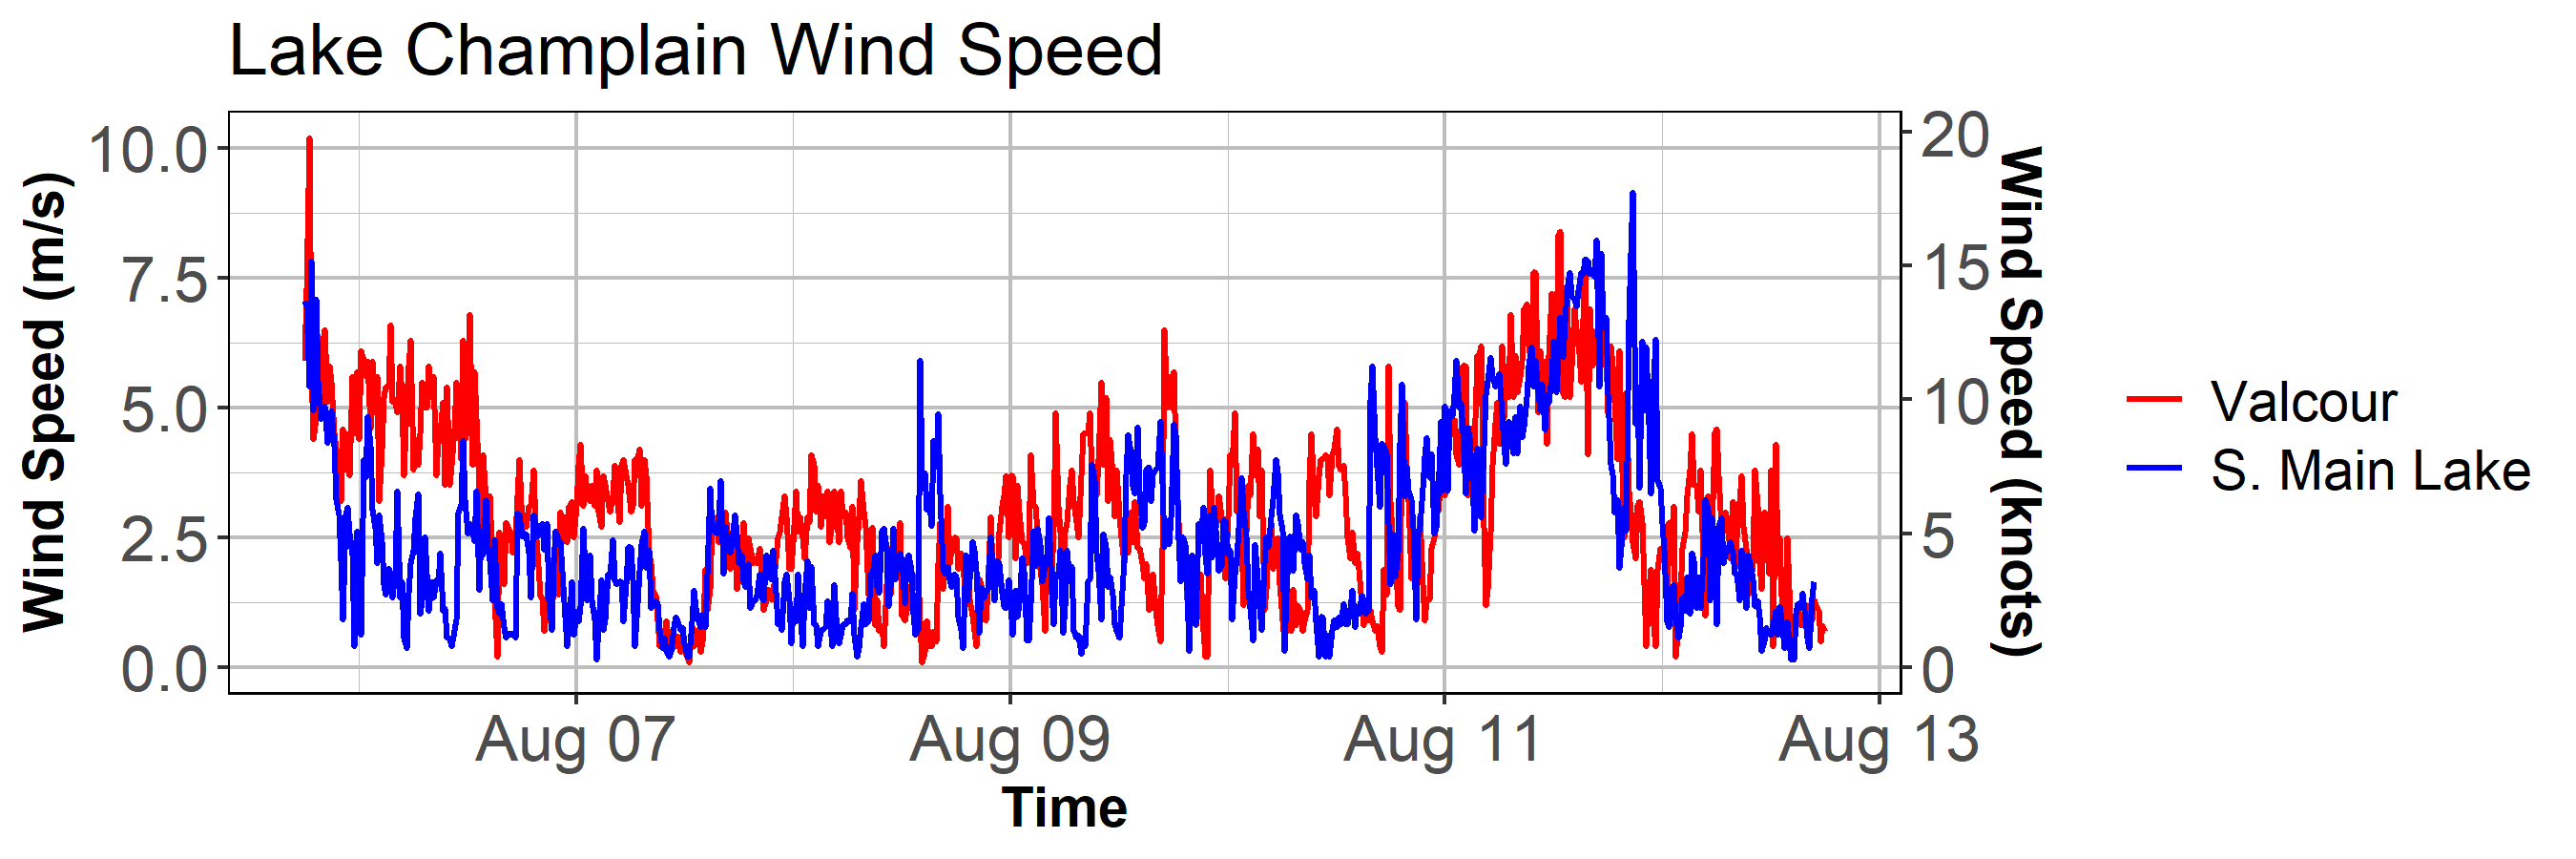 Lake Champlain Wind Speed
10.0
7.5
5.0
2.5
0.0
Wind Speed (m/s)
20
15
10
5
0
Wind Speed (knots)
Aug 07
Aug 09
Aug 11
Aug 13
Time
Valcour
S. Main Lake